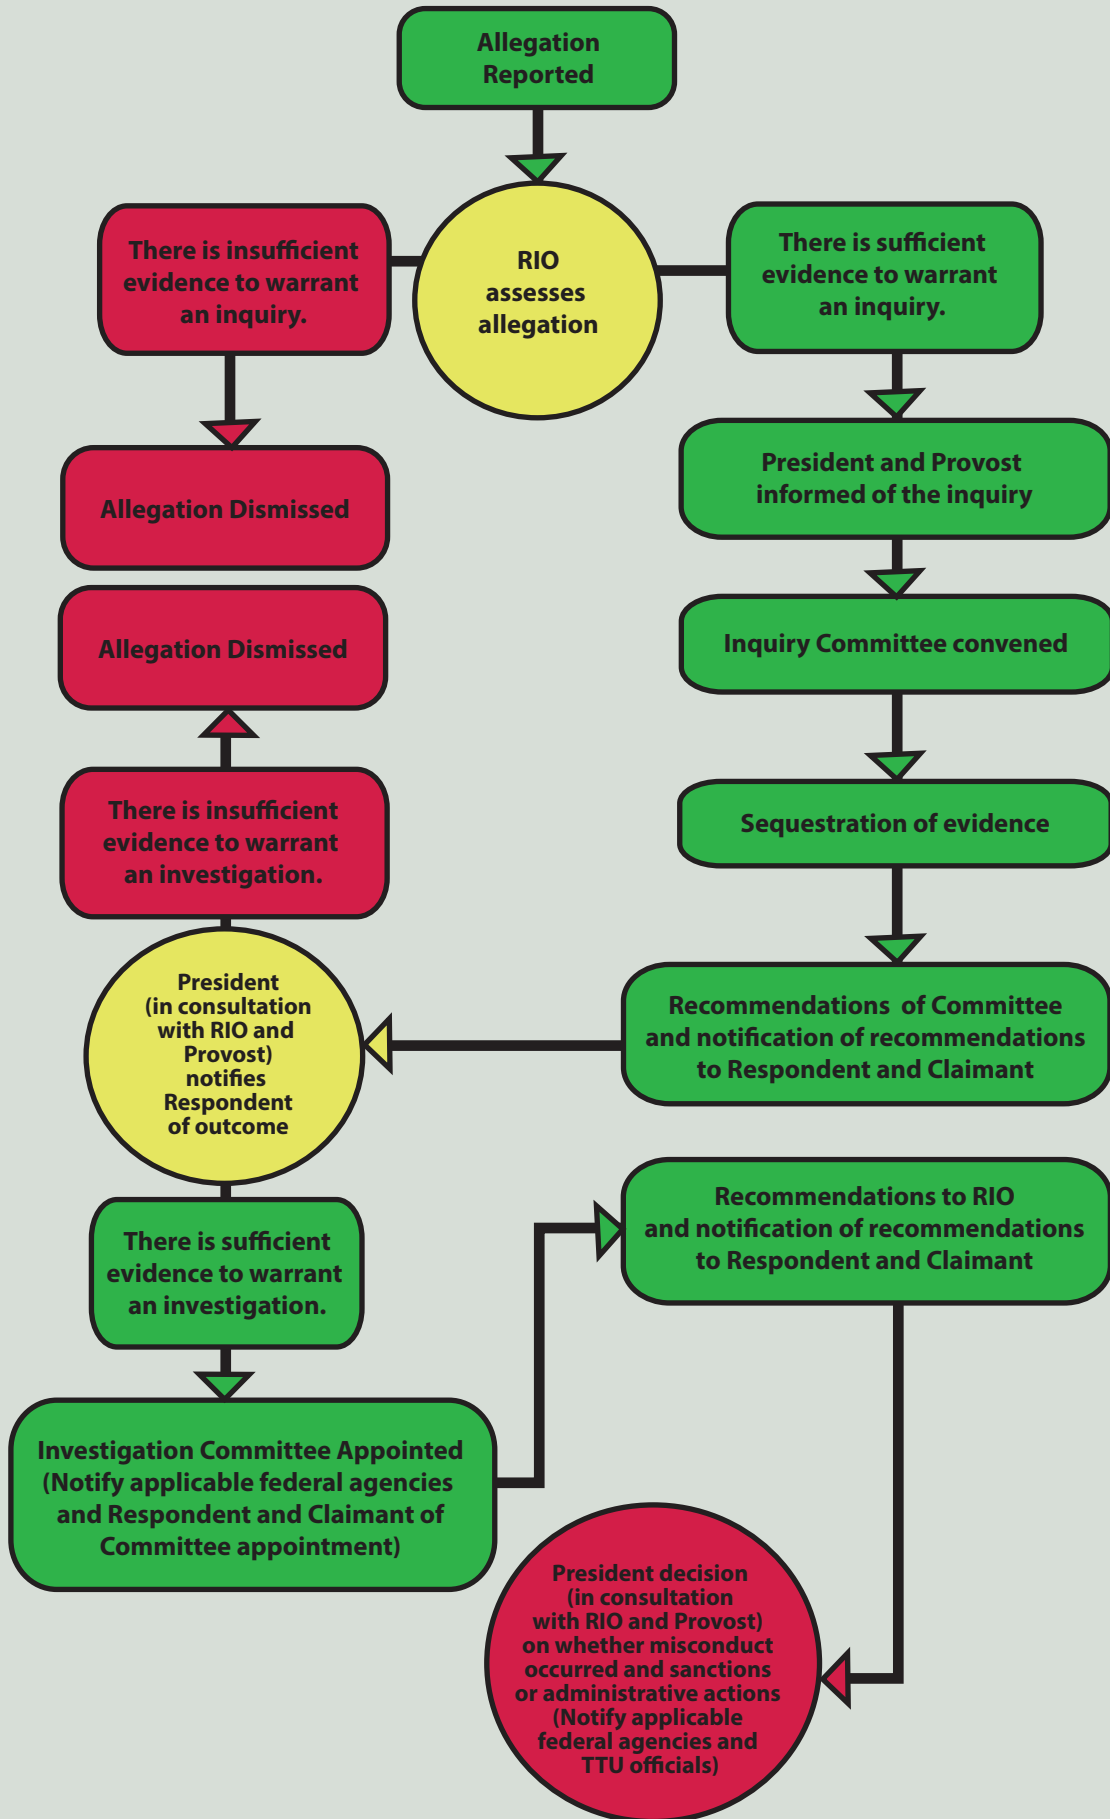 Allegation
Reported
RIO
assesses
allegation
There is insufficient
evidence to warrant
an inquiry.
There is sufficient
evidence to warrant
an inquiry.
Allegation Dismissed
President and Provost
informed of the inquiry
Allegation Dismissed
Inquiry Committee convened
There is insufficient
evidence to warrant
an investigation.
Sequestration of evidence
President
(in consultation
with RIO and
Provost)
notifies
Respondent
of outcome
Recommendations of Committee
and notification of recommendations
to Respondent and Claimant
There is sufficient
evidence to warrant
an investigation.
Recommendations to RIO
and notification of recommendations
to Respondent and Claimant
Investigation Committee Appointed
(Notify applicable federal agencies
and Respondent and Claimant of
Committee appointment)
President decision
(in consultation
with RIO and Provost)
on whether misconduct
occurred and sanctions
or administrative actions
(Notify applicable
federal agencies and
TTU officials)